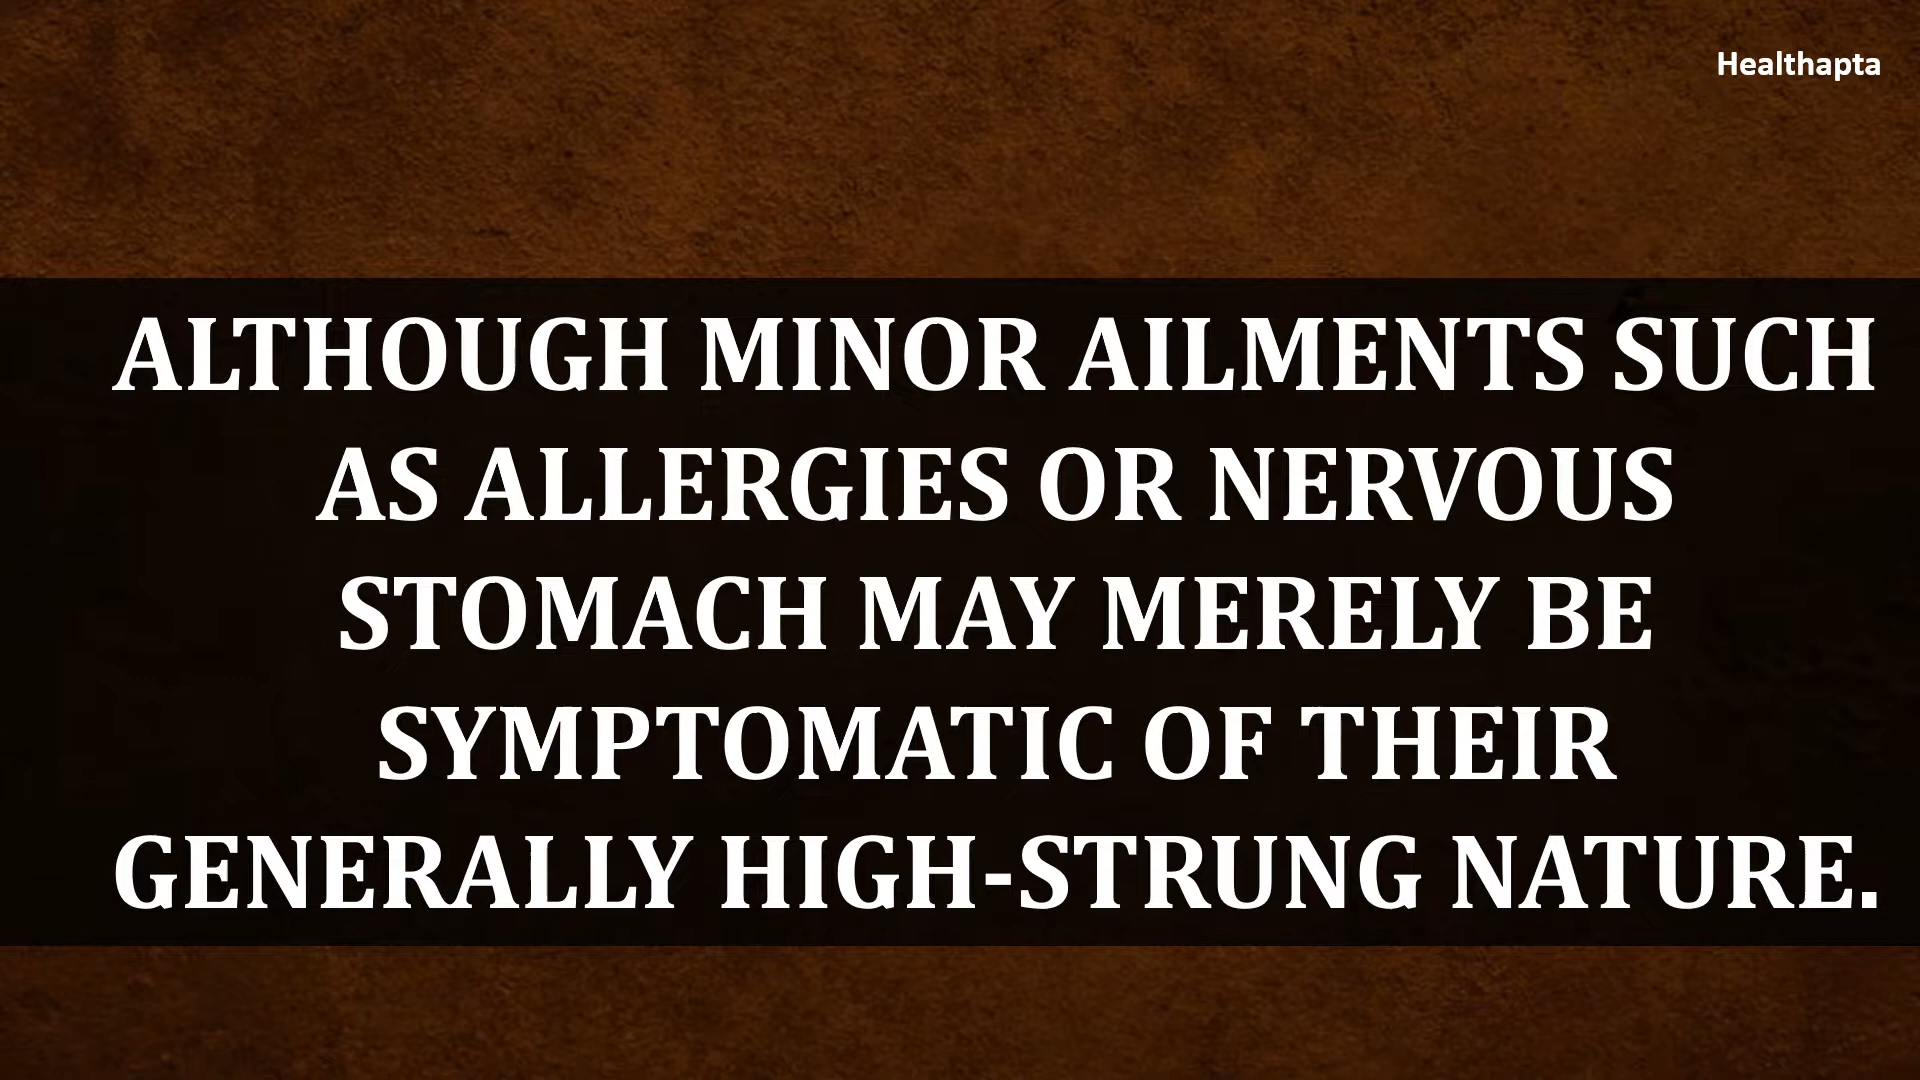 Healthapta
ALTHOUGH MINOR AILMENTS SUCH
AS ALLERGIES OR NERVOUS
STOMACH MAY MERELY BE
SYMPTOMATIC OF THEIR
GENERALLY HIGH-STRUNG NATURE.